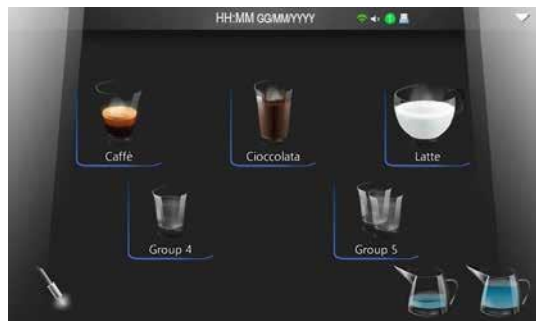 HH:MM GG/MM/YYYY
Caffè
Cioccolata
Latte
Group 4
Group 5